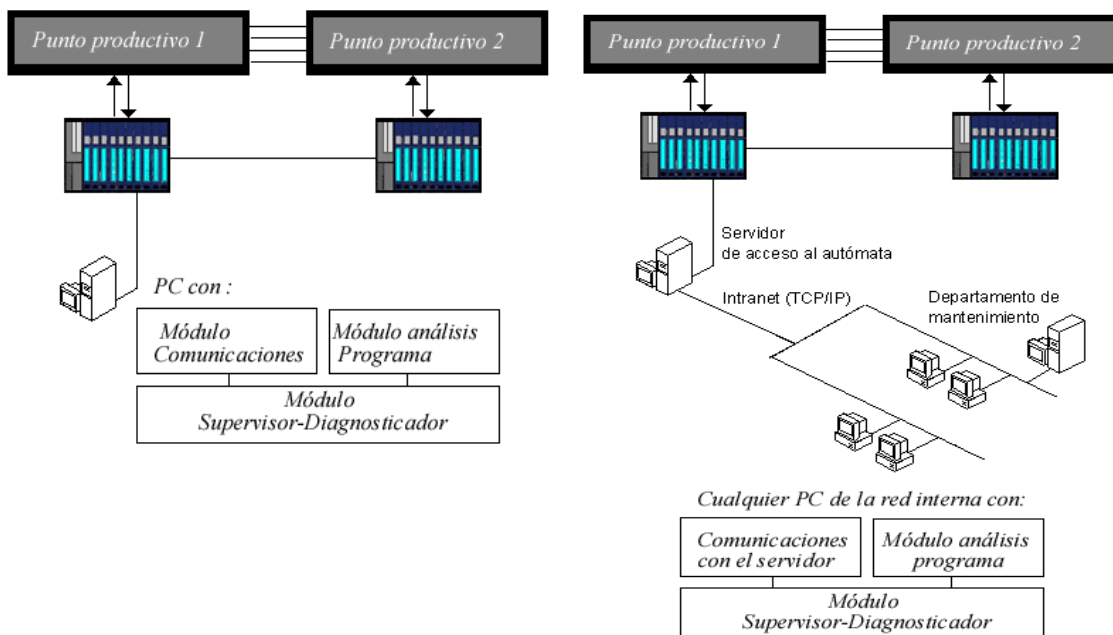 Punto productivo 1
Punto productivo 2
PC con :
Módulo
Comunicaciones
Módulo análisis
Programa
Módulo
Supervisor-Diagnosticador
Punto productivo 1
Punto productivo 2
Servidor
de acceso al autómata
Intranet (TCP/IP)
Departamento de
mantenimiento
Cualquier PC de la red interna con:
Comunicaciones
con el servidor
Módulo análisis
programa
Módulo
Supervisor-Diagnosticador